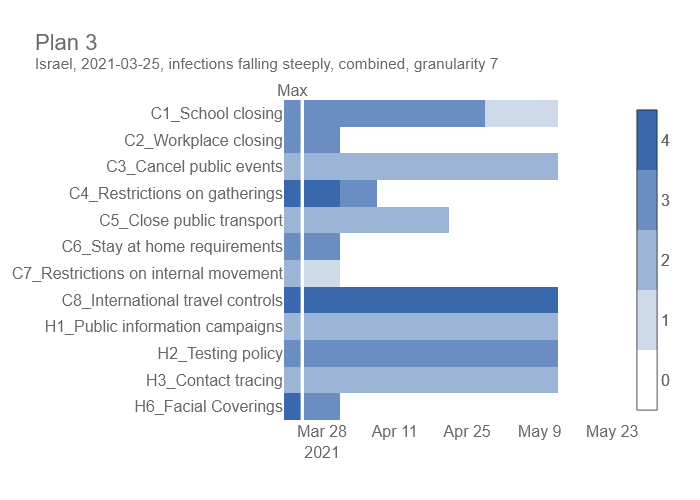 Plan 3
Israel, 2021-03-25, infections falling steeply, combined, granularity 7
Max
C1_School closing
C2_Workplace closing
C3_Cancel public events
C4_Restrictions on gatherings
C5_Close public transport
C6_Stay at home requirements
C7_Restrictions on internal movement
C8_International travel controls
H1_Public information campaigns
H2_Testing policy
H3_Contact tracing
H6_Facial Coverings
Mar 28 Apr 11 Apr 25 May 9 May 23
2021
4
3
2
1
0